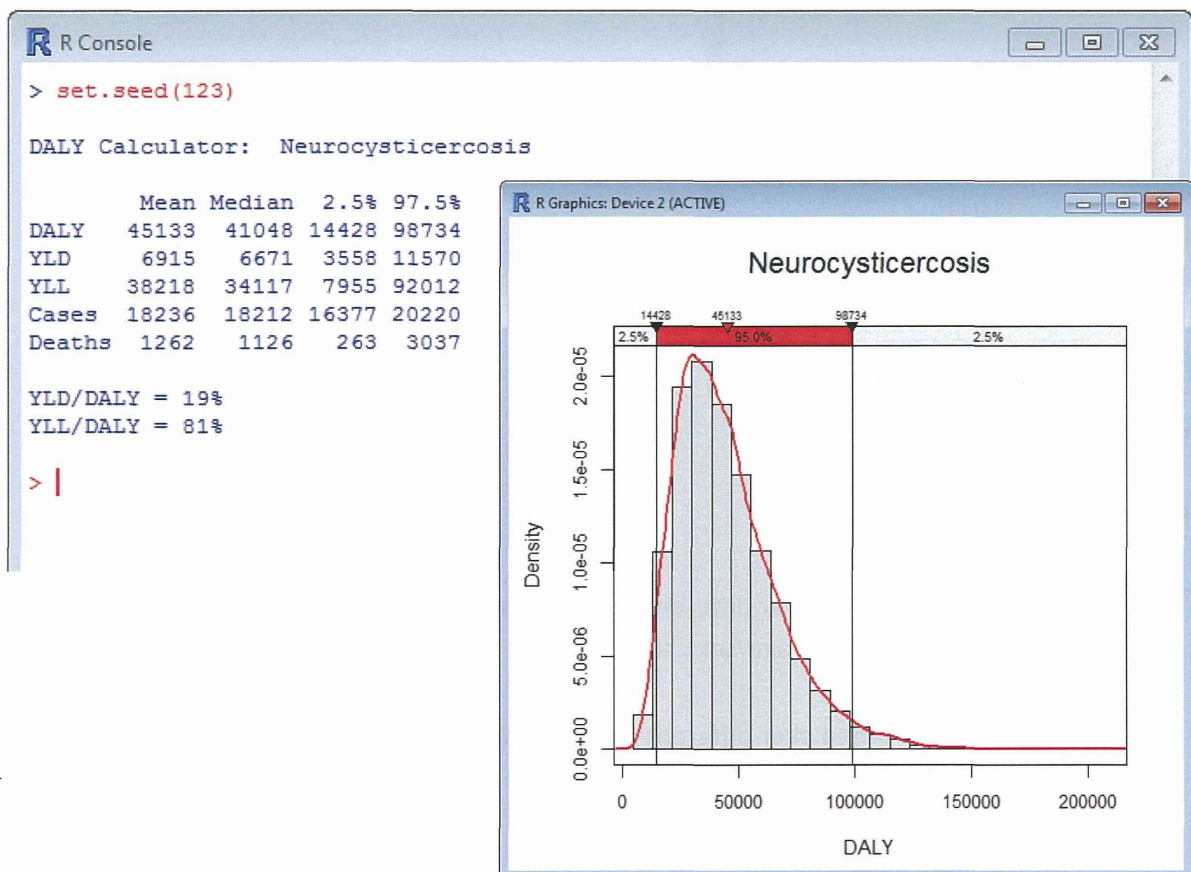 R Console
> set.seed(123)
DALY Calculator:  Neurocysticercosis
Mean Median 2.5% 97.5%
DALY 45133 41048 14428 98734
YLD 6915 6671 3558 11570
YLL 38218 34117 7955 92012
Cases 18236 18212 16377 20220
Deaths 1262 1126 263 3037
YLD/DALY = 19%
YLL/DALY = 81%
>
R Graphics: Device 2 (ACTIVE)
Neurocysticercosis
14428 45133 98734
2.5% 95.0% 2.5%
2.0e-05
1.5e-05
1.0e-05
5.0e-06
0.0e+00
Density
0 50000 100000 150000 200000
DALY